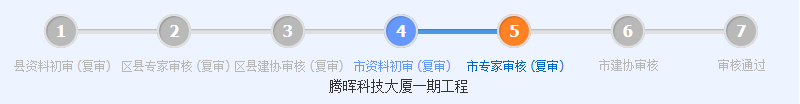 1 2 3 4 5 6 7
县资料初审 (复审) 区县专家审核 (复审) 区县建协审核 (复审) 市资料初审 (复审) 市专家审核 (复审) 市建协审核 审核通过
腾晖科技大厦一期工程